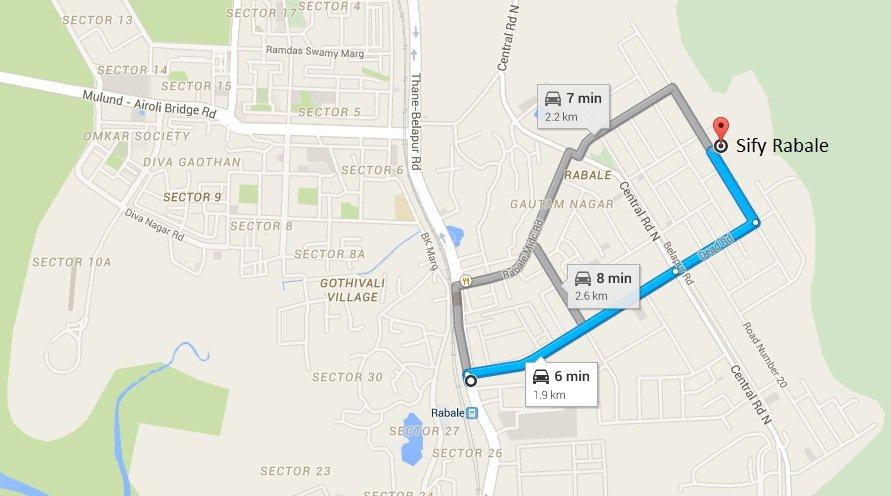 SECTOR 13
SECTOR 17
SECTOR 4
Central Rd N
Ramdas Swamy Marg
SECTOR 14
SECTOR 15
Thane-Belapur Rd
Mulund - Airoli Bridge Rd
SECTOR 5
7 min
2.2 km
OMKAR SOCIETY
Sify Rabale
DIVA GAOTHAN
SECTOR 6
RABALE
SECTOR 9
GAUTAM NAGAR
Central Rd N
Diva Nagar Rd
SECTOR 8
BK Marg
Rabale Midc Rd
Belapur Rd
Dead Rd
SECTOR 8A
SECTOR 10A
GOTHIVALI
VILLAGE
8 min
2.6 km
Road Number 20
SECTOR 30
6 min
1.9 km
Central Rd N
Rabale
SECTOR 27
SECTOR 26
SECTOR 23
SECTOR 24